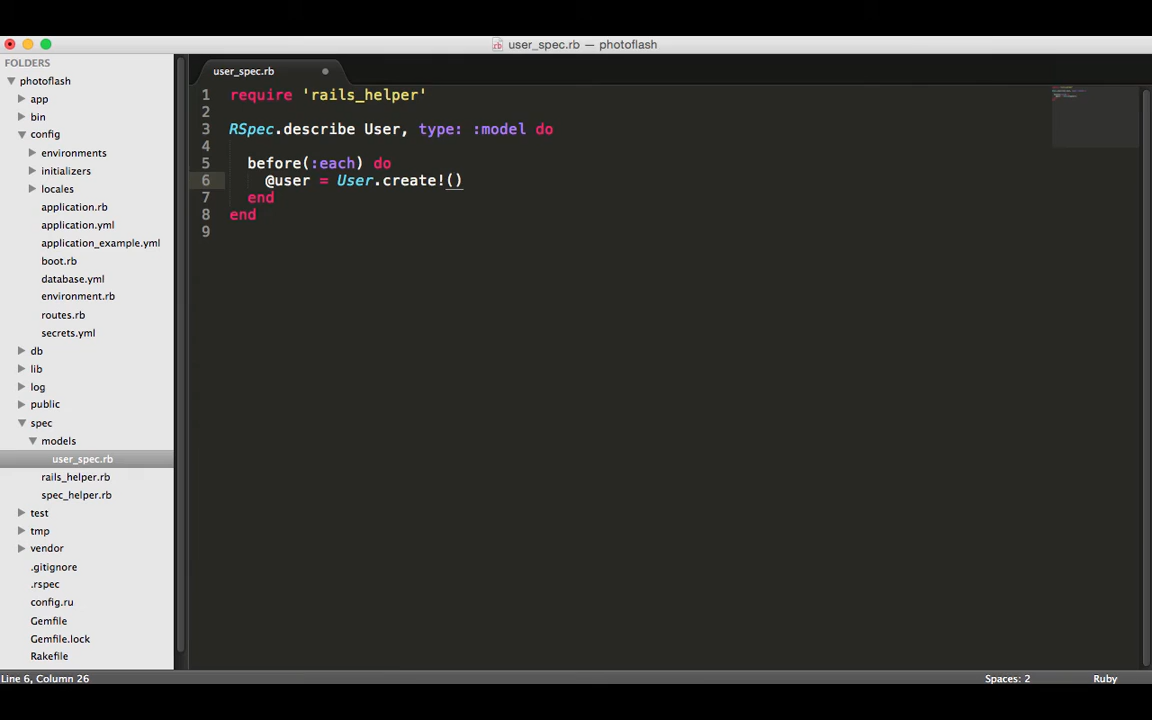 user_spec.rb — photoflash
FOLDERS
photoflash
app
bin
config
environments
initializers
locales
application.rb
application.yml
application_example.yml
boot.rb
database.yml
environment.rb
routes.rb
secrets.yml
db
lib
log
public
spec
models
user_spec.rb
rails_helper.rb
spec_helper.rb
test
tmp
vendor
.gitignore
.rspec
config.ru
Gemfile
Gemfile.lock
Rakefile
user_spec.rb
1 require 'rails_helper'
2
3 RSpec.describe User, type: :model do
4
5 before(:each) do
6 @user = User.create!()
7 end
8 end
9
Line 6, Column 26
Spaces: 2
Ruby